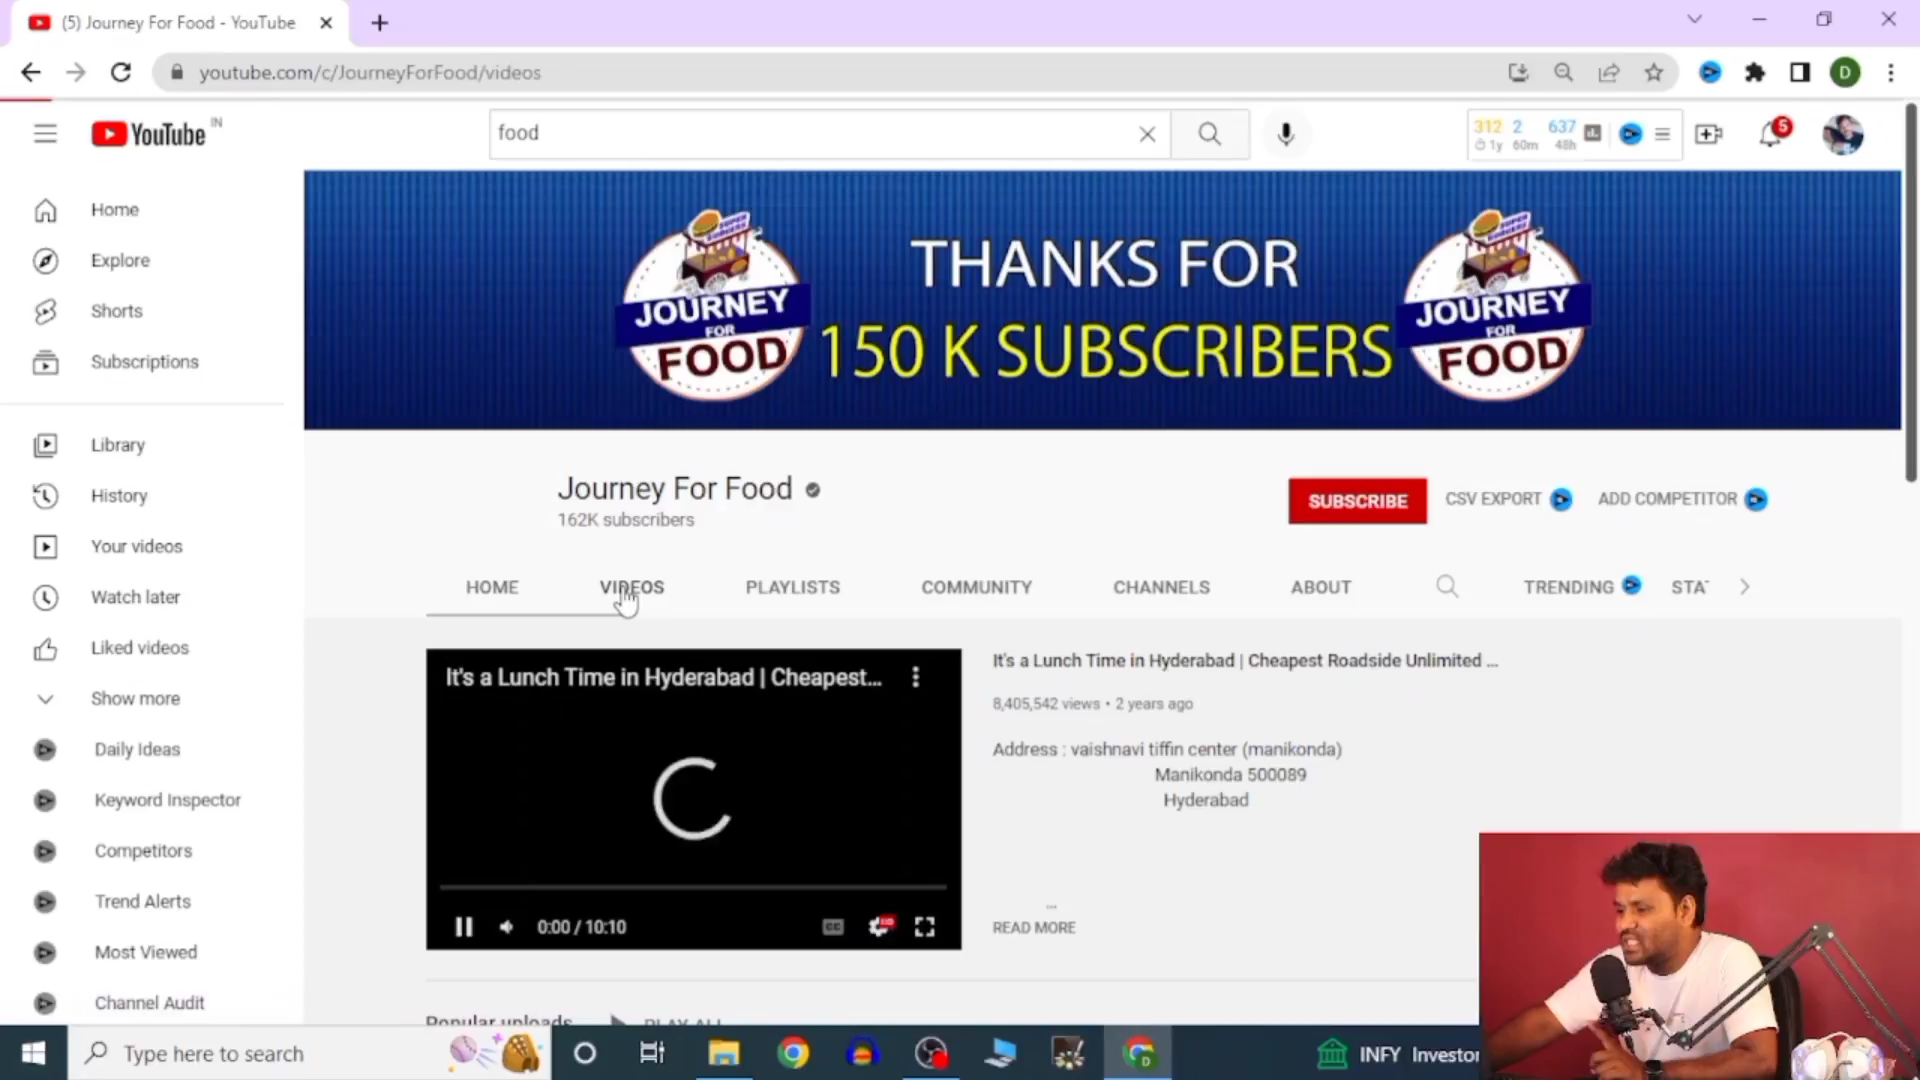 (5) Journey For Food - YouTube
youtube.com/c/JourneyForFood/videos
YouTube IN
food
312 2 637
1y 60m 48h
5
D
Home
Explore
Shorts
Subscriptions
Library
History
Your videos
Watch later
Liked videos
Show more
Daily Ideas
Keyword Inspector
Competitors
Trend Alerts
Most Viewed
Channel Audit
JOURNEY
FOR
FOOD
THANKS FOR
150 K SUBSCRIBERS
JOURNEY
FOR
FOOD
Journey For Food
162K subscribers
SUBSCRIBE
CSV EXPORT
ADD COMPETITOR
HOME
VIDEOS
PLAYLISTS
COMMUNITY
CHANNELS
ABOUT
TRENDING
STAT
It's a Lunch Time in Hyderabad | Cheapest...
0:00 / 10:10
It's a Lunch Time in Hyderabad | Cheapest Roadside Unlimited ...
8,405,542 views • 2 years ago
Address : vaishnavi tiffin center (manikonda)
Manikonda 500089
Hyderabad
...
READ MORE
Popular uploads
PLAY ALL
Type here to search
INFY Investor